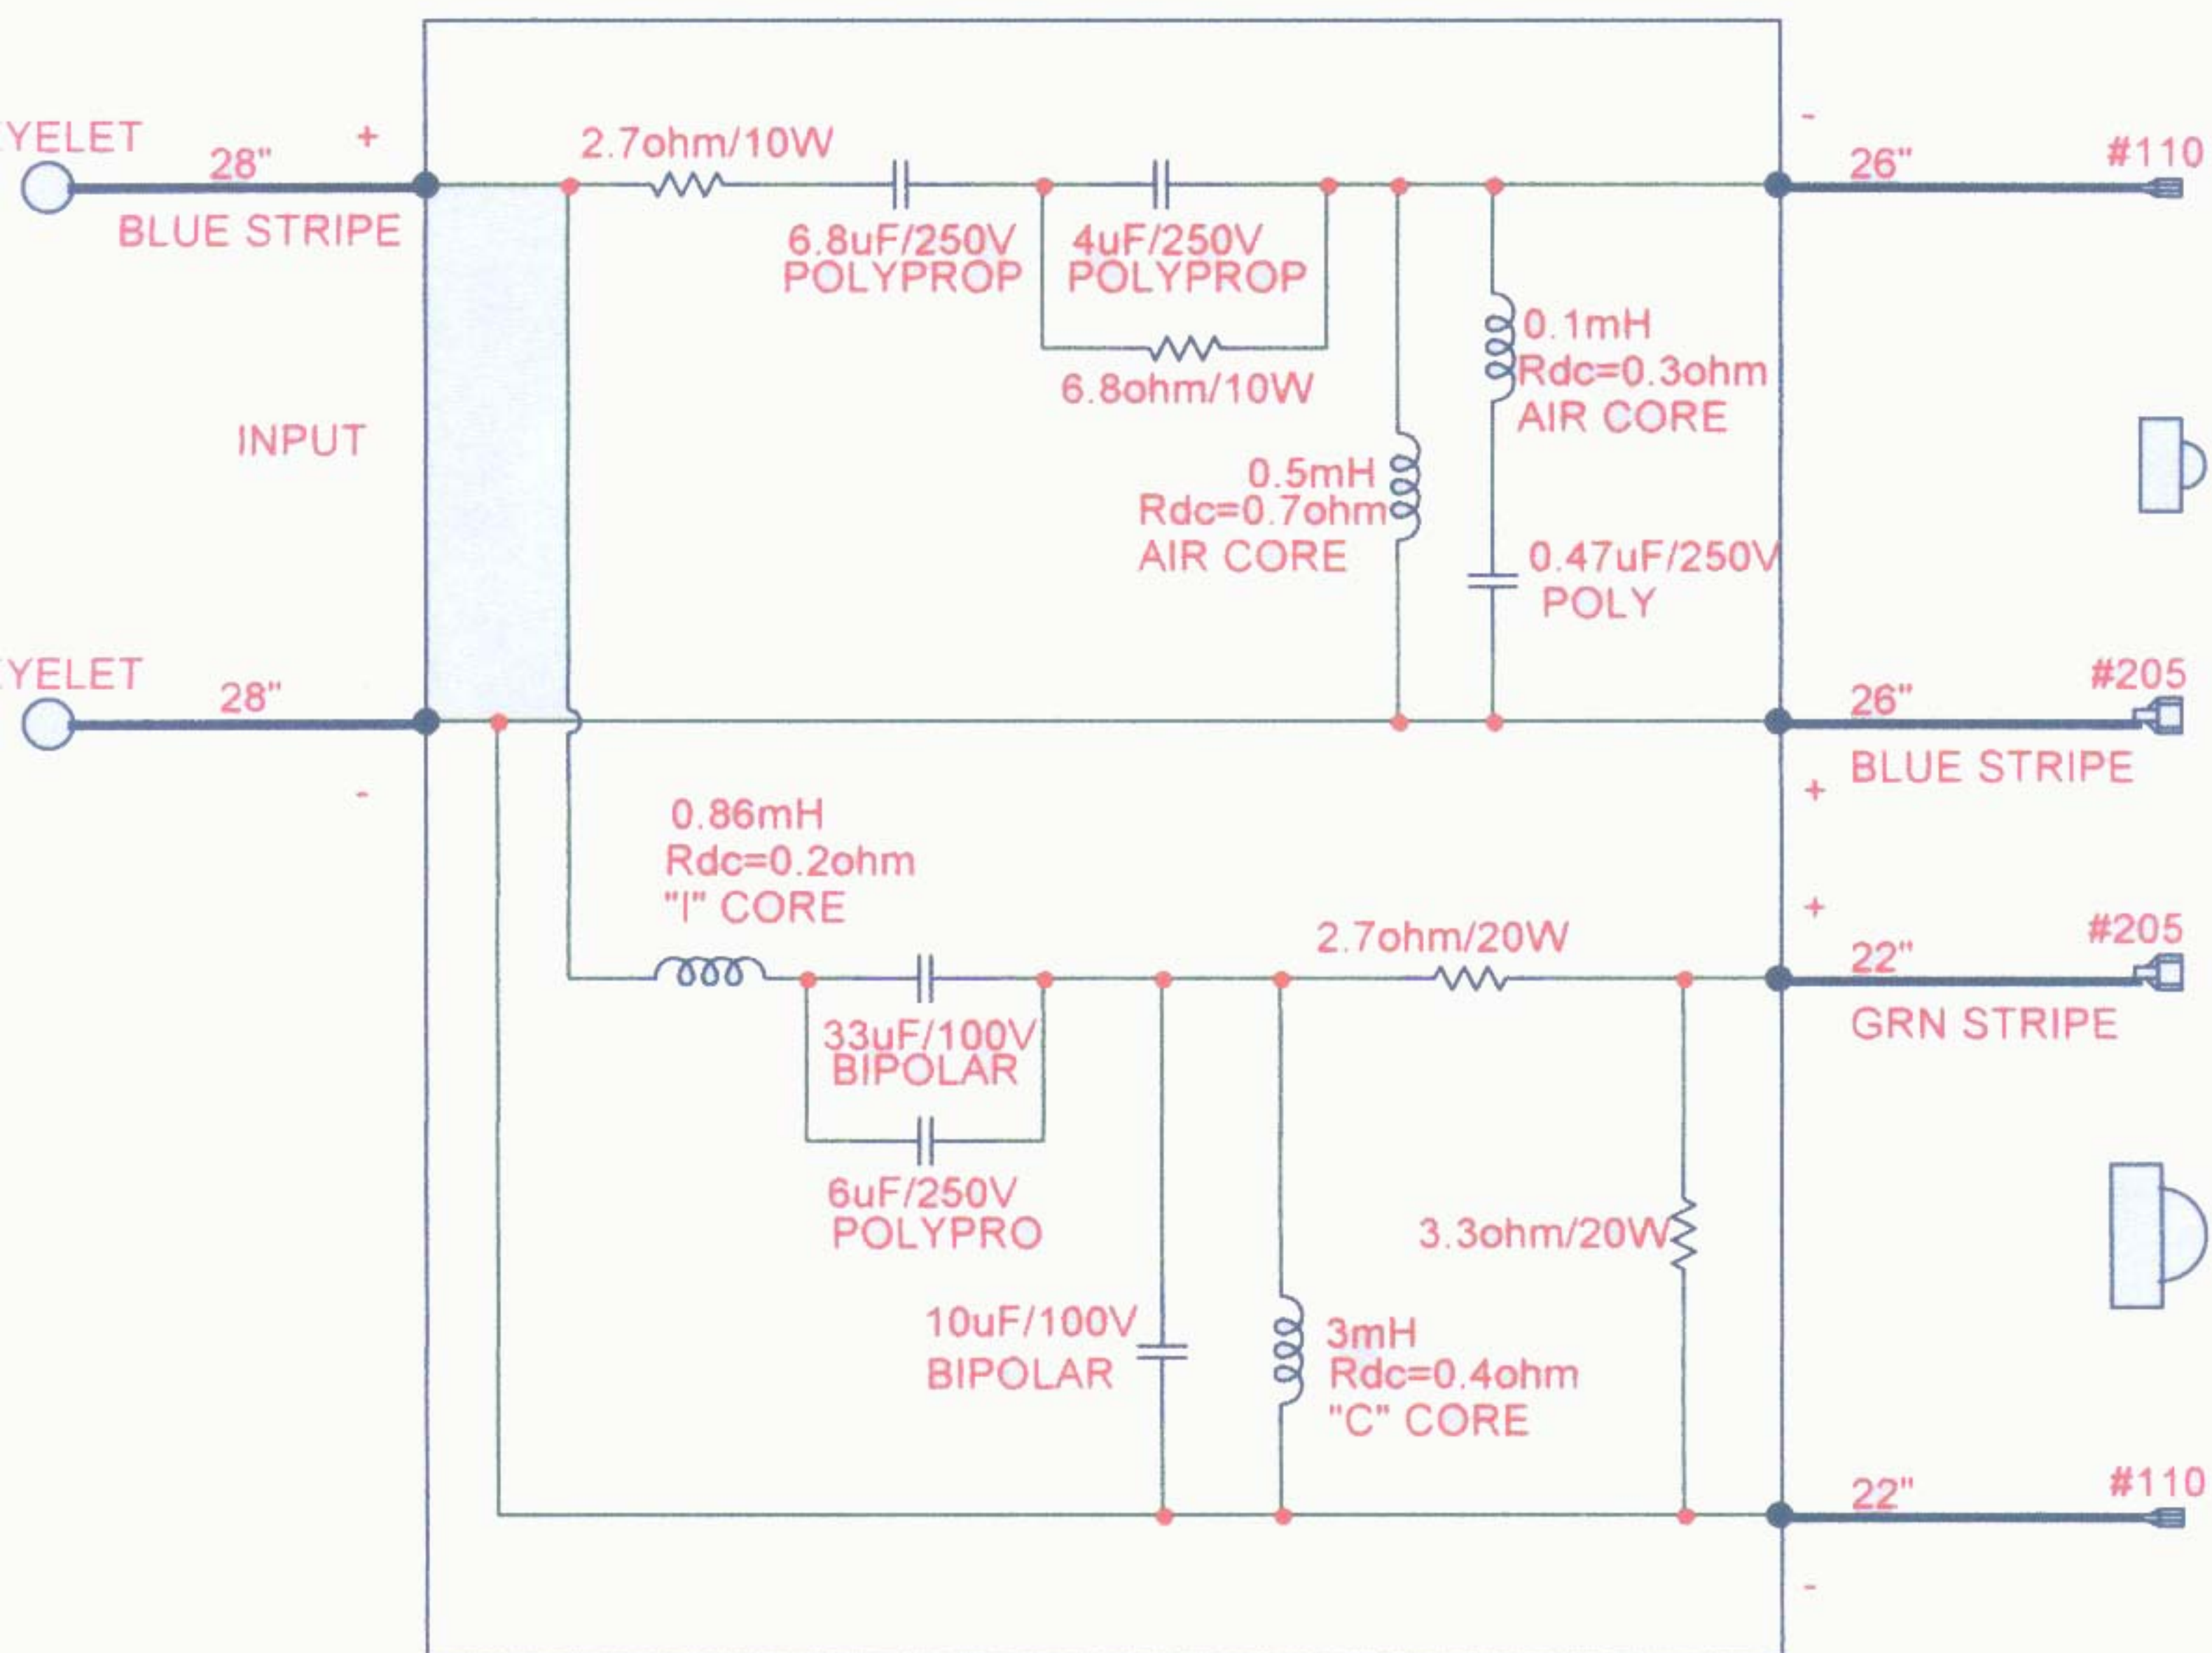 YELET
28"
+
BLUE STRIPE
2.7ohm/10W
6.8uF/250V
POLYPROP
4uF/250V
POLYPROP
6.8ohm/10W
-
26"
#110
0.1mH
Rdc=0.3ohm
AIR CORE
INPUT
0.5mH
Rdc=0.7ohm
AIR CORE
0.47uF/250V
POLY
YELET
28"
-
26"
#205
BLUE STRIPE
+
0.86mH
Rdc=0.2ohm
"I" CORE
33uF/100V
BIPOLAR
6uF/250V
POLYPRO
2.7ohm/20W
+
22"
#205
GRN STRIPE
3.3ohm/20W
10uF/100V
BIPOLAR
3mH
Rdc=0.4ohm
"C" CORE
22"
#110
-